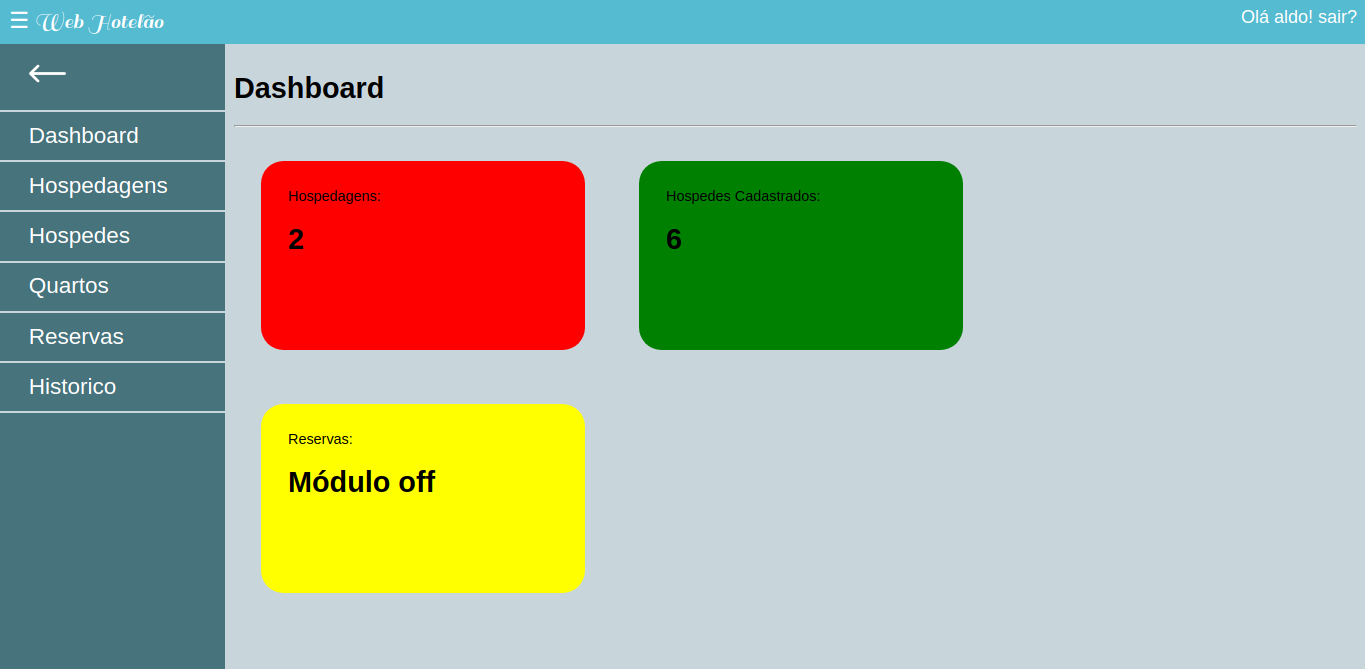 ☰ Web Hotelão
Olá aldo! sair?
Dashboard
Hospedagens
Hospedes
Quartos
Reservas
Historico
Dashboard
Hospedagens:
2
Hospedes Cadastrados:
6
Reservas:
Módulo off